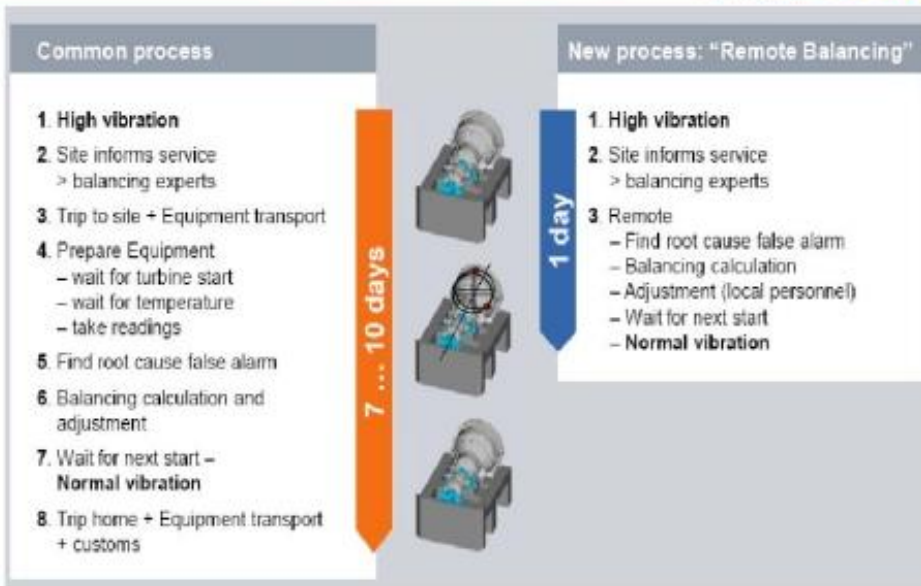 Common process
1. High vibration
2. Site informs service
> balancing experts
3. Trip to site + Equipment transport
4. Prepare Equipment
– wait for turbine start
– wait for temperature
– take readings
5. Find root cause false alarm
6. Balancing calculation and
adjustment
7. Wait for next start –
Normal vibration
8. Trip home + Equipment transport
+ customs
7 ... 10 days
1 day
New process: “Remote Balancing”
1. High vibration
2. Site informs service
> balancing experts
3. Remote
– Find root cause false alarm
– Balancing calculation
– Adjustment (local personnel)
– Wait for next start
– Normal vibration